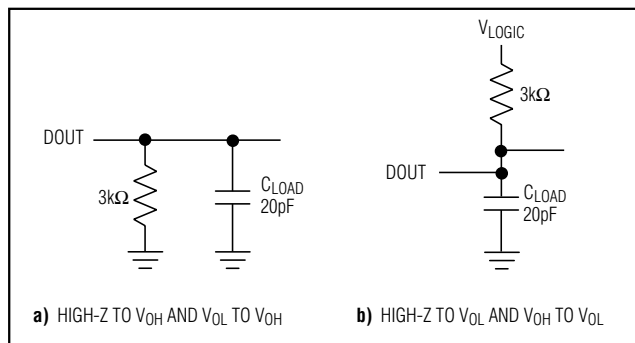 DOUT
3kΩ
CLOAD
20pF
a) HIGH-Z TO VOH AND VOL TO VOH
VLOGIC
3kΩ
DOUT
CLOAD
20pF
b) HIGH-Z TO VOL AND VOH TO VOL